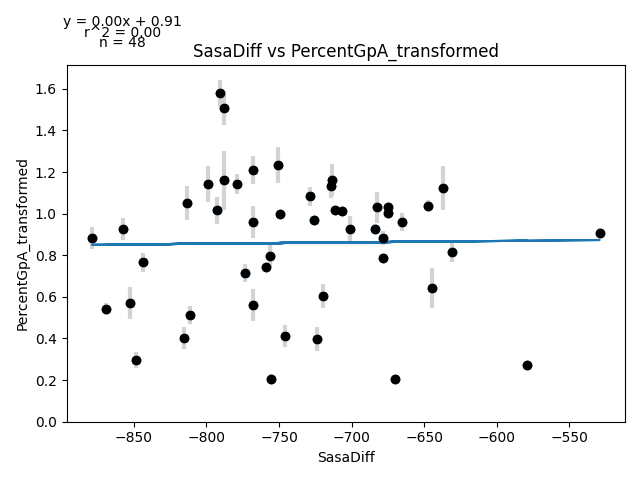 y = 0.00x + 0.91
r^2 = 0.00
n = 48
SasaDiff vs PercentGpA_transformed
PercentGpA_transformed
1.6
1.4
1.2
1.0
0.8
0.6
0.4
0.2
0.0
−850 −800 −750 −700 −650 −600 −550
SasaDiff